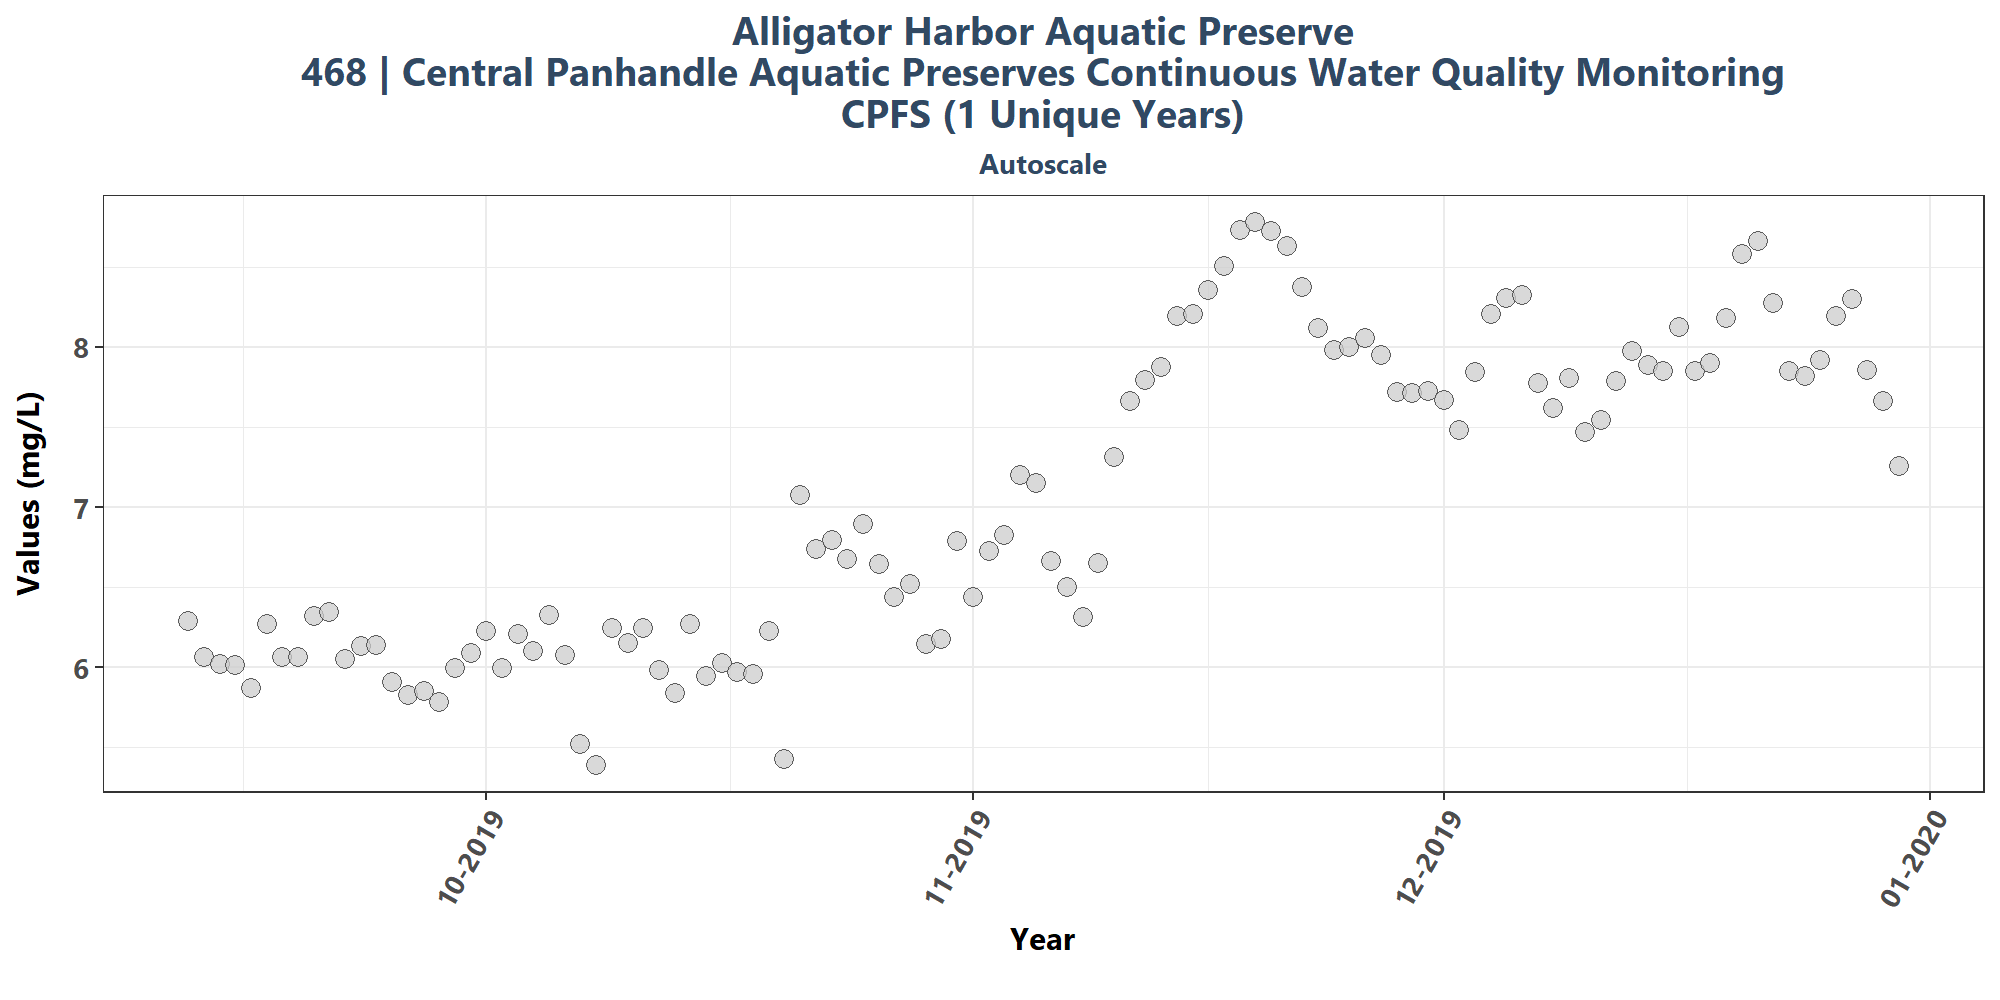 Alligator Harbor Aquatic Preserve
468 | Central Panhandle Aquatic Preserves Continuous Water Quality Monitoring
CPFS (1 Unique Years)
Autoscale
Values (mg/L)
8
7
6
10-2019
11-2019
12-2019
01-2020
Year